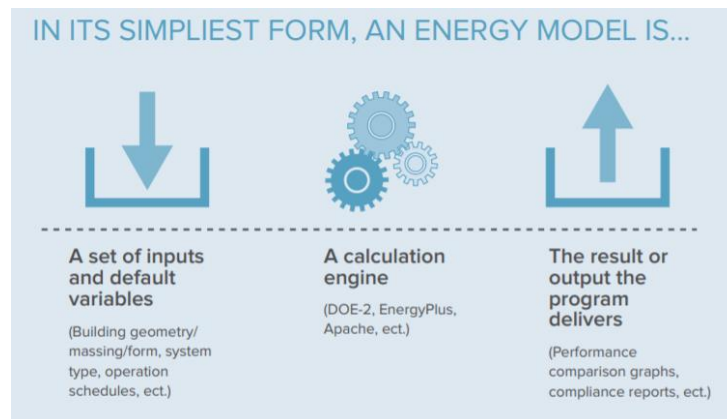 IN ITS SIMPLIEST FORM, AN ENERGY MODEL IS...
A set of inputs
and default
variables
(Building geometry/
massing/form, system
type, operation
schedules, ect.)
A calculation
engine
(DOE-2, EnergyPlus,
Apache, ect.)
The result or
output the
program
delivers
(Performance
comparison graphs,
compliance reports, ect.)